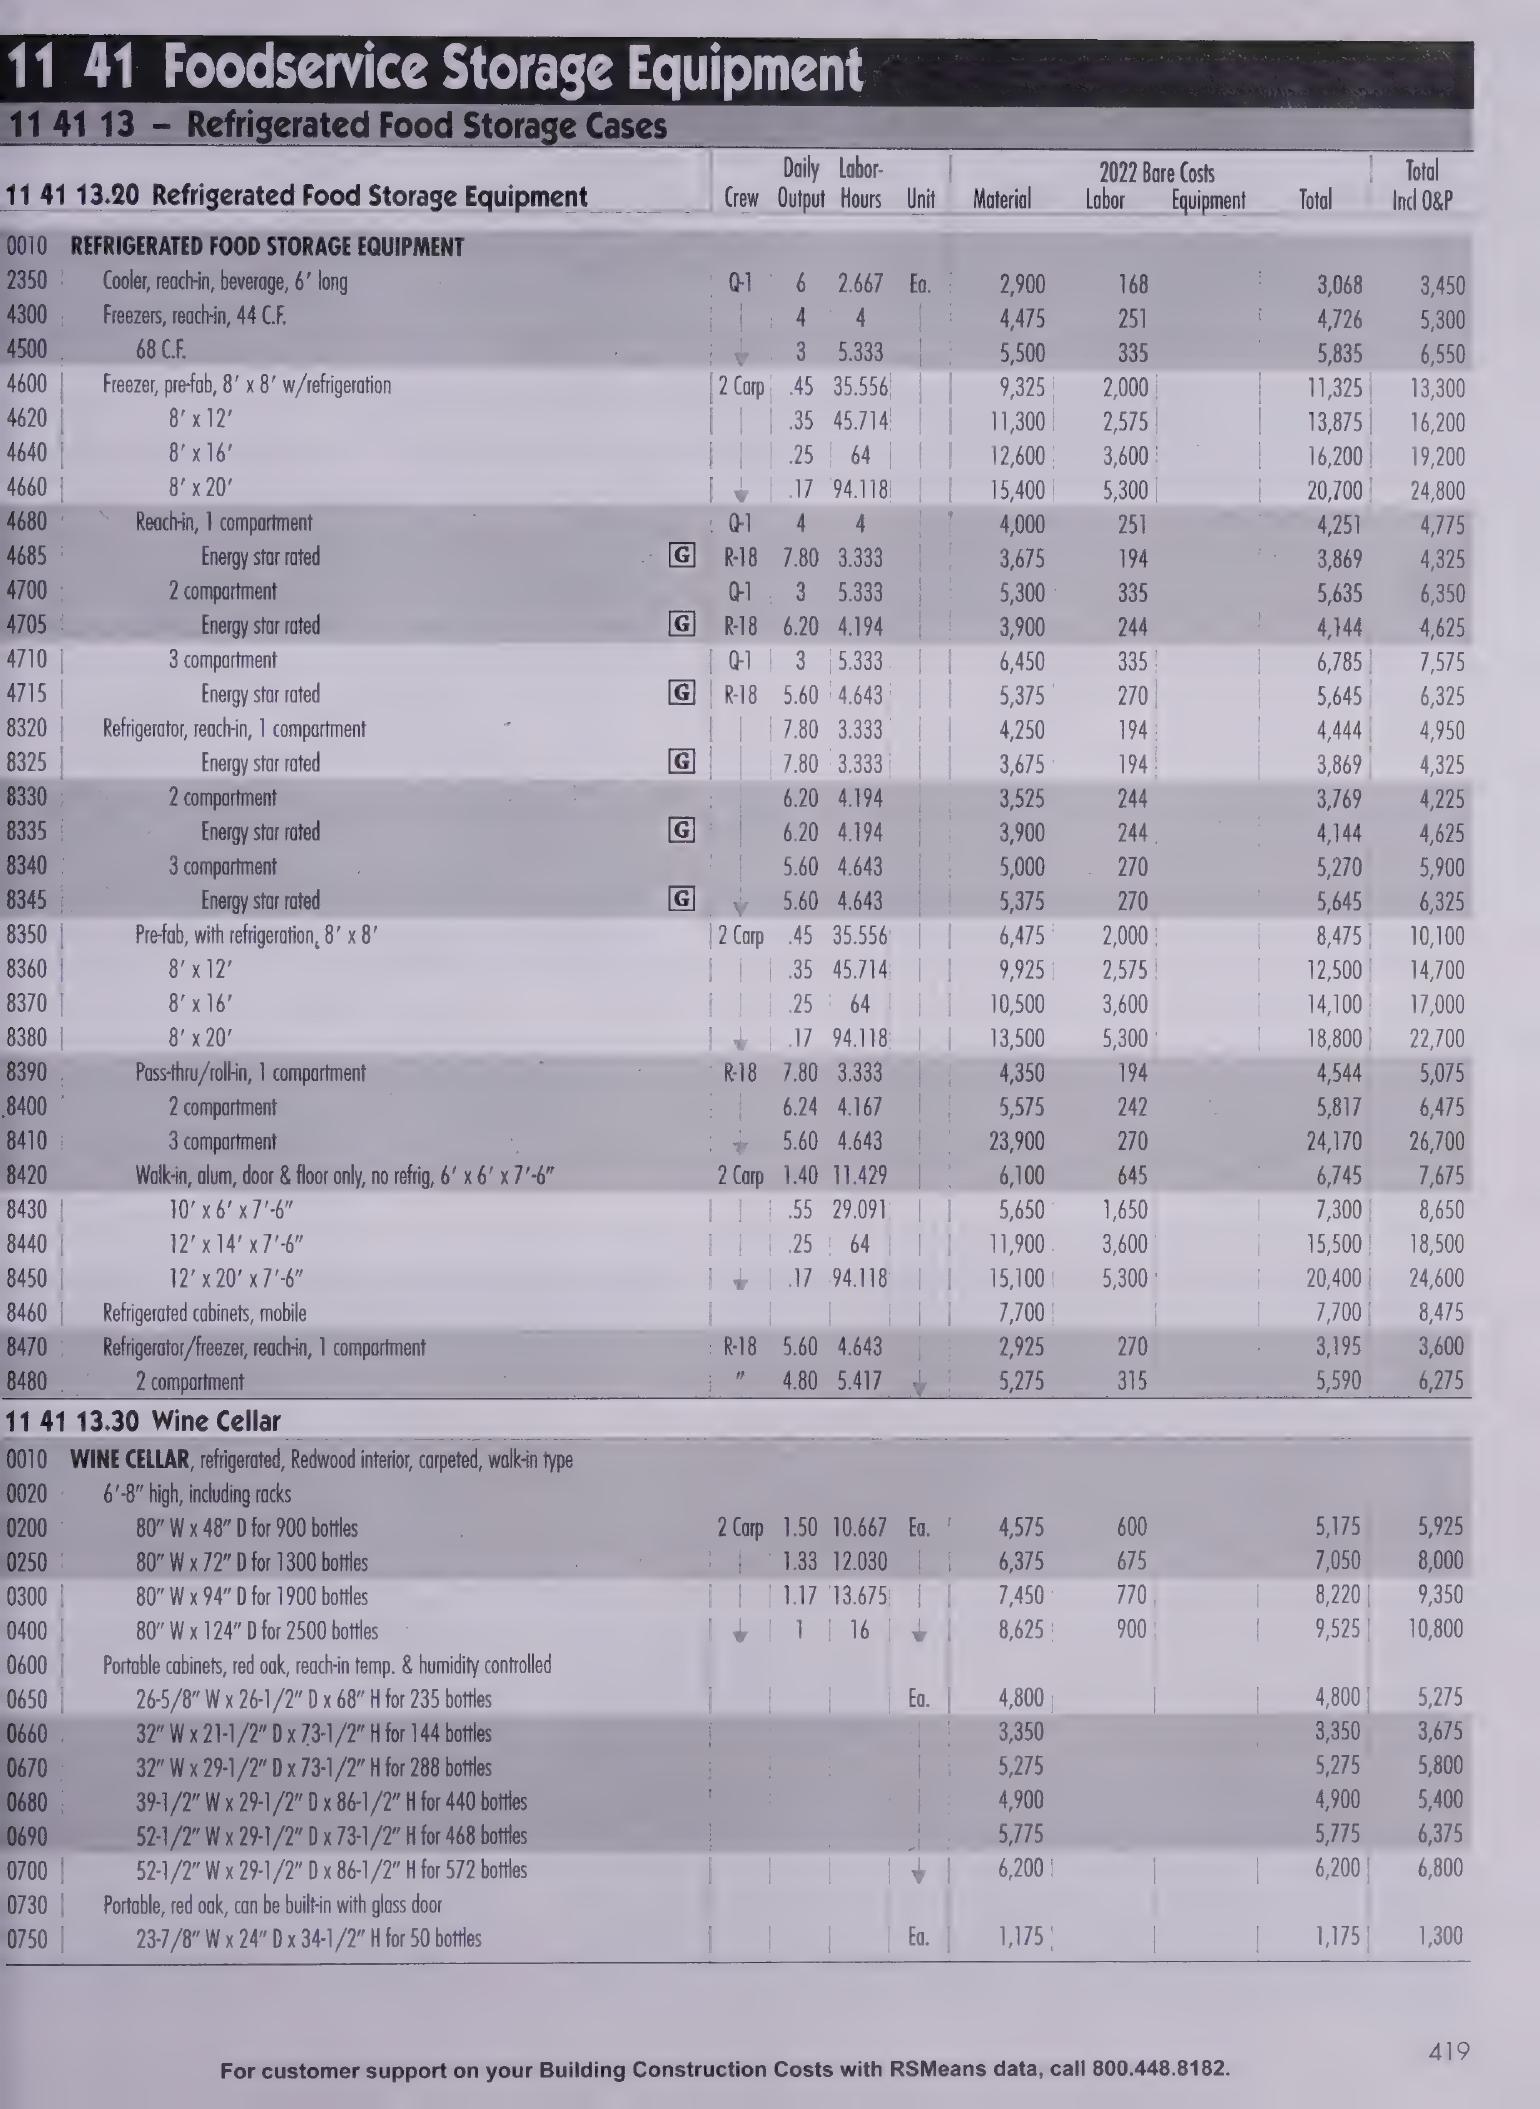 11 41 Foodservice Storage Equipment
11 41 13 – Refrigerated Food Storage Cases
11 41 13.20 Refrigerated Food Storage Equipment Crew Daily Output Labor-Hours Unit 2022 Bare Costs Material Labor Equipment Total Total Incl O&P
0010 REFRIGERATED FOOD STORAGE EQUIPMENT
2350 Cooler, reach-in, beverage, 6' long Q-1 6 2.667 Ea. 2,900 168 3,068 3,450
4300 Freezers, reach-in, 44 C.F. 4 4 4,475 251 4,726 5,300
4500 68 C.F. 3 5.333 5,500 335 5,835 6,550
4600 Freezer, pre-fab, 8' x 8' w/refrigeration 2 Carp .45 35.556 9,325 2,000 11,325 13,300
4620 8' x 12' .35 45.714 11,300 2,575 13,875 16,200
4640 8' x 16' .25 64 12,600 3,600 16,200 19,200
4660 8' x 20' .17 94.118 15,400 5,300 20,700 24,800
4680 Reach-in, 1 compartment Q-1 4 4 4,000 251 4,251 4,775
4685 Energy star rated G R-18 7.80 3.333 3,675 194 3,869 4,325
4700 2 compartment Q-1 3 5.333 5,300 335 5,635 6,350
4705 Energy star rated G R-18 6.20 4.194 3,900 244 4,144 4,625
4710 3 compartment Q-1 3 5.333 6,450 335 6,785 7,575
4715 Energy star rated G R-18 5.60 4.643 5,375 270 5,645 6,325
8320 Refrigerator, reach-in, 1 compartment 7.80 3.333 4,250 194 4,444 4,950
8325 Energy star rated G 7.80 3.333 3,675 194 3,869 4,325
8330 2 compartment 6.20 4.194 3,525 244 3,769 4,225
8335 Energy star rated G 6.20 4.194 3,900 244 4,144 4,625
8340 3 compartment 5.60 4.643 5,000 270 5,270 5,900
8345 Energy star rated G 5.60 4.643 5,375 270 5,645 6,325
8350 Pre-fab, with refrigeration, 8' x 8' 2 Carp .45 35.556 6,475 2,000 8,475 10,100
8360 8' x 12' .35 45.714 9,925 2,575 12,500 14,700
8370 8' x 16' .25 64 10,500 3,600 14,100 17,000
8380 8' x 20' .17 94.118 13,500 5,300 18,800 22,700
8390 Pass-thru/roll-in, 1 compartment R-18 7.80 3.333 4,350 194 4,544 5,075
8400 2 compartment 6.24 4.167 5,575 242 5,817 6,475
8410 3 compartment 5.60 4.643 23,900 270 24,170 26,700
8420 Walk-in, alum, door & floor only, no refrig, 6' x 6' x 7'-6" 2 Carp 1.40 11.429 6,100 645 6,745 7,675
8430 10' x 6' x 7'-6" .55 29.091 5,650 1,650 7,300 8,650
8440 12' x 14' x 7'-6" .25 64 11,900 3,600 15,500 18,500
8450 12' x 20' x 7'-6" .17 94.118 15,100 5,300 20,400 24,600
8460 Refrigerated cabinets, mobile 7,700 7,700 8,475
8470 Refrigerator/freezer, reach-in, 1 compartment R-18 5.60 4.643 2,925 270 3,195 3,600
8480 2 compartment " 4.80 5.417 5,275 315 5,590 6,275
11 41 13.30 Wine Cellar
0010 WINE CELLAR, refrigerated, Redwood interior, carpeted, walk-in type
0020 6'-8" high, including racks
0200 80" W x 48" D for 900 bottles 2 Carp 1.50 10.667 Ea. 4,575 600 5,175 5,925
0250 80" W x 72" D for 1300 bottles 1.33 12.030 6,375 675 7,050 8,000
0300 80" W x 94" D for 1900 bottles 1.17 13.675 7,450 770 8,220 9,350
0400 80" W x 124" D for 2500 bottles 1 16 8,625 900 9,525 10,800
0600 Portable cabinets, red oak, reach-in temp. & humidity controlled
0650 26-5/8" W x 26-1/2" D x 68" H for 235 bottles Ea. 4,800 4,800 5,275
0660 32" W x 21-1/2" D x 73-1/2" H for 144 bottles 3,350 3,350 3,675
0670 32" W x 29-1/2" D x 73-1/2" H for 288 bottles 5,275 5,275 5,800
0680 39-1/2" W x 29-1/2" D x 86-1/2" H for 440 bottles 4,900 4,900 5,400
0690 52-1/2" W x 29-1/2" D x 73-1/2" H for 468 bottles 5,775 5,775 6,375
0700 52-1/2" W x 29-1/2" D x 86-1/2" H for 572 bottles 6,200 6,200 6,800
0730 Portable, red oak, can be built-in with glass door
0750 23-7/8" W x 24" D x 34-1/2" H for 50 bottles Ea. 1,175 1,175 1,300
For customer support on your Building Construction Costs with RSMeans data, call 800.448.8182.
419